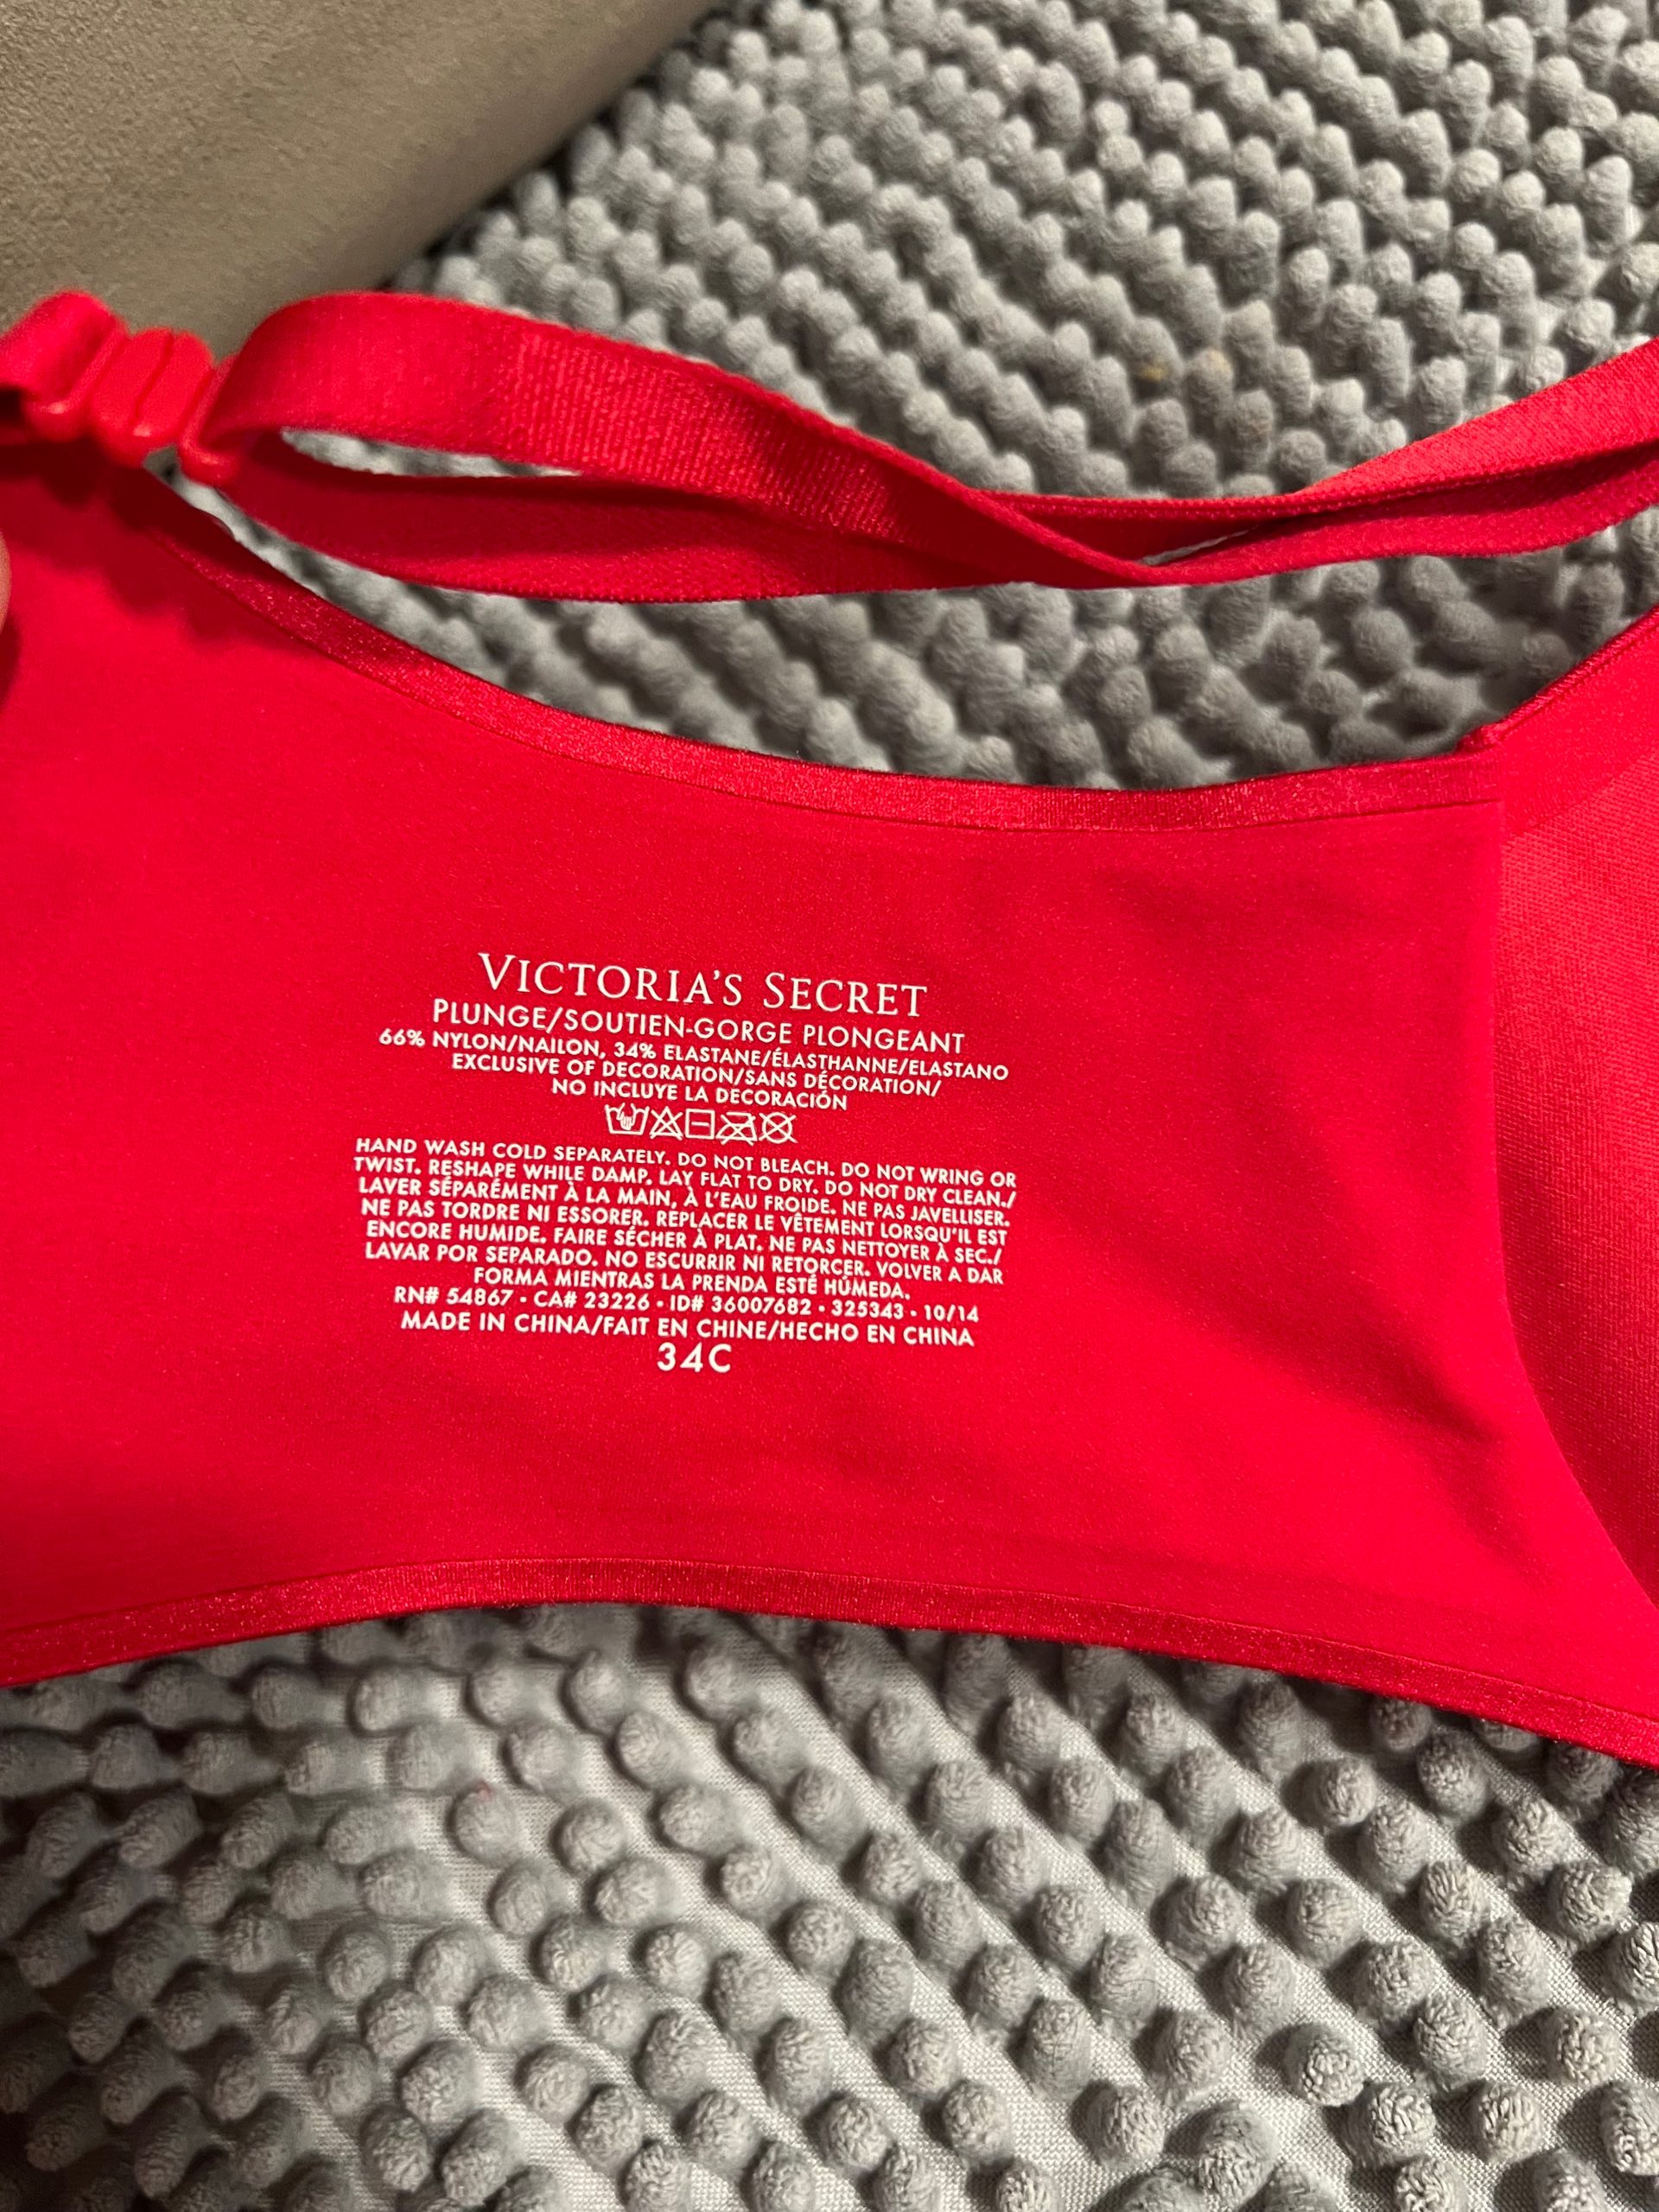 VICTORIA'S SECRET
PLUNGE/SOUTIEN-GORGE PLONGEANT
66% NYLON/NAILON, 34% ELASTANE/ÉLASTHANNE/ELASTANO
EXCLUSIVE OF DECORATION/SANS DÉCORATION/
NO INCLUYE LA DECORACIÓN
HAND WASH COLD SEPARATELY. DO NOT BLEACH. DO NOT WRING OR
TWIST. RESHAPE WHILE DAMP. LAY FLAT TO DRY. DO NOT DRY CLEAN./
LAVER SÉPARÉMENT À LA MAIN, À L'EAU FROIDE. NE PAS JAVELLISER.
NE PAS TORDRE NI ESSORER. REPLACER LE VÊTEMENT LORSQU'IL EST
ENCORE HUMIDE. FAIRE SÉCHER À PLAT. NE PAS NETTOYER À SEC./
LAVAR POR SEPARADO. NO ESCURRIR NI RETORCER. VOLVER A DAR
FORMA MIENTRAS LA PRENDA ESTÉ HÚMEDA.
RN# 54867 • CA# 23226 • ID# 36007682 • 325343 • 10/14
MADE IN CHINA/FAIT EN CHINE/HECHO EN CHINA
34C